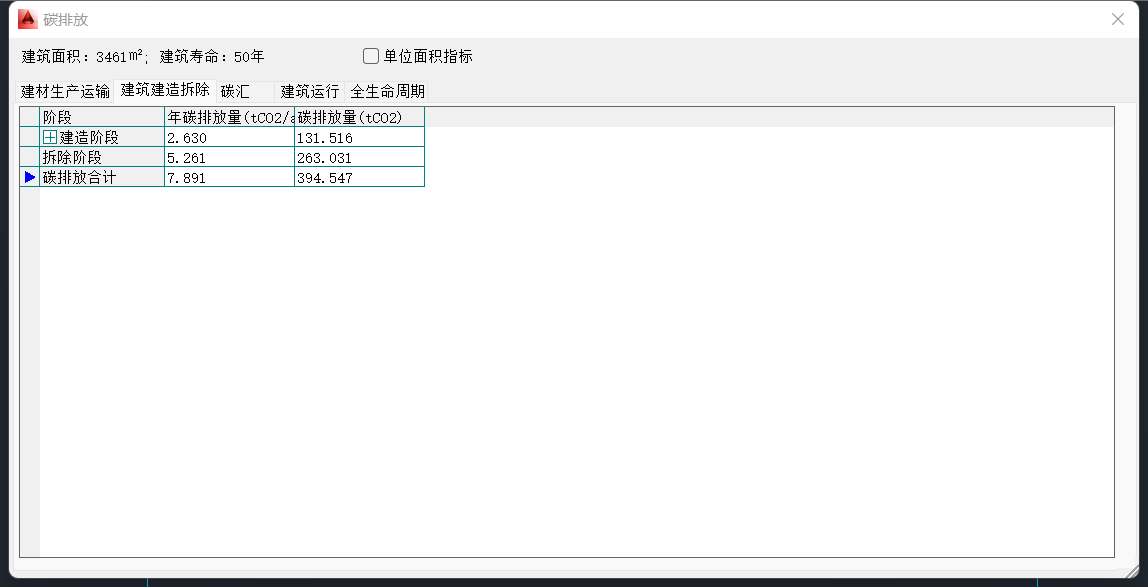 碳排放
建筑面积：3461m²；建筑寿命：50年 单位面积指标
建材生产运输 建筑建造拆除 碳汇 建筑运行 全生命周期
阶段 年碳排放量(tCO2/a 碳排放量(tCO2)
建造阶段 2.630 131.516
拆除阶段 5.261 263.031
碳排放合计 7.891 394.547